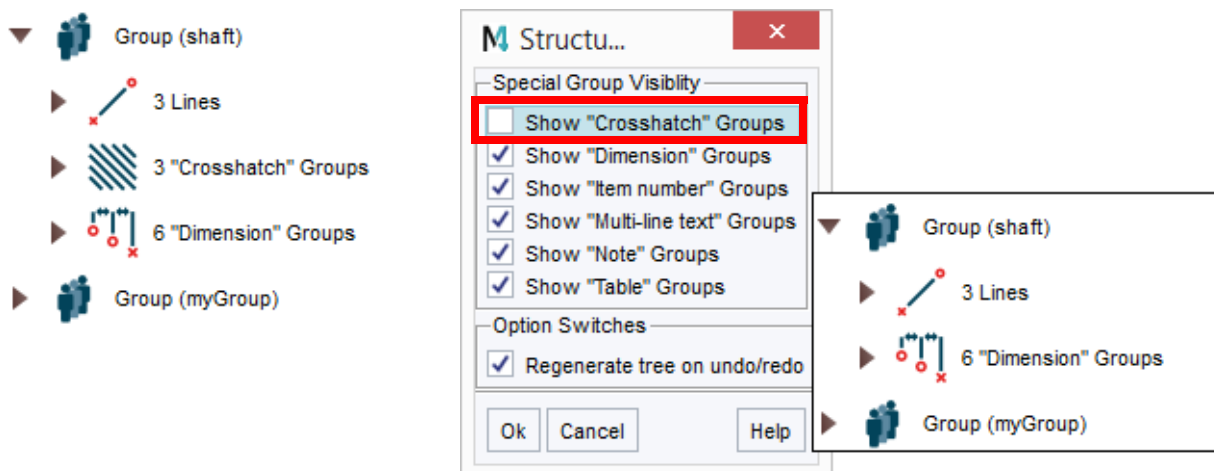 Group (shaft)
3 Lines
3 "Crosshatch" Groups
6 "Dimension" Groups
Group (myGroup)
Structu...
Special Group Visiblity
Show "Crosshatch" Groups
Show "Dimension" Groups
Show "Item number" Groups
Show "Multi-line text" Groups
Show "Note" Groups
Show "Table" Groups
Option Switches
Regenerate tree on undo/redo
Ok Cancel Help
Group (shaft)
3 Lines
6 "Dimension" Groups
Group (myGroup)